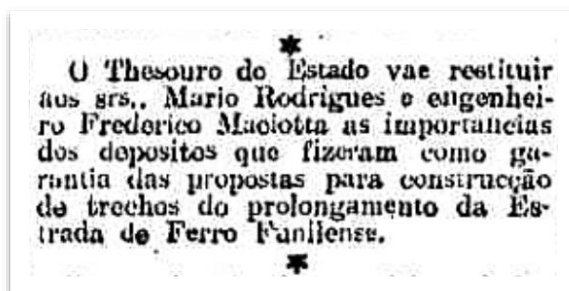 O Thesouro do Estado vae restituir
aos srs.. Mario Rodrigues e engenhei-
ro Frederico Maciotta as importancias
dos depositos que fizeram como ga-
rantia das propostas para construcção
de trechos do prolongamento da Es-
trada de Ferro Funilense.